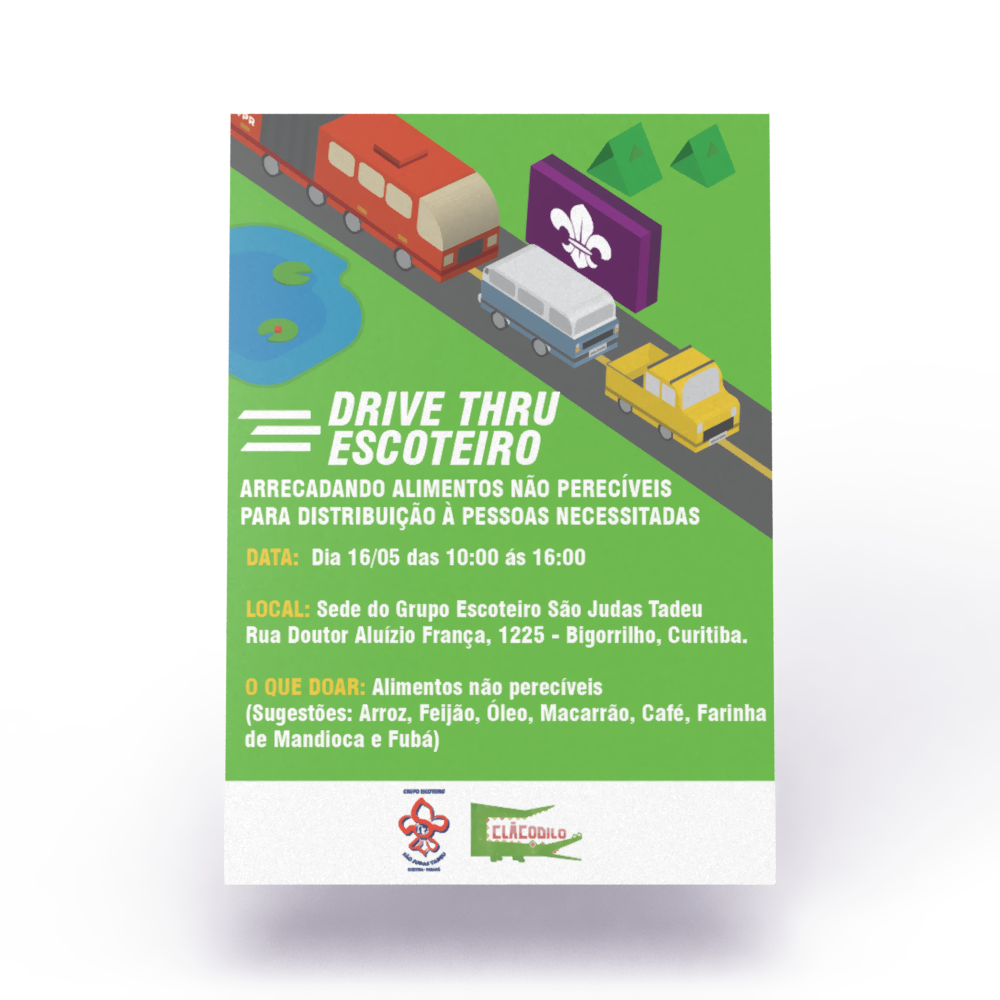 PR
DRIVE THRU
ESCOTEIRO
ARRECADANDO ALIMENTOS NÃO PERECÍVEIS
PARA DISTRIBUIÇÃO À PESSOAS NECESSITADAS
DATA: Dia 16/05 das 10:00 ás 16:00
LOCAL: Sede do Grupo Escoteiro São Judas Tadeu
Rua Doutor Aluízio França, 1225 - Bigorrilho, Curitiba.
O QUE DOAR: Alimentos não perecíveis
(Sugestões: Arroz, Feijão, Óleo, Macarrão, Café, Farinha
de Mandioca e Fubá)
GRUPO ESCOTEIRO
17
SÃO JUDAS TADEU
CURITIBA - PARANÁ
CLÃCODILO